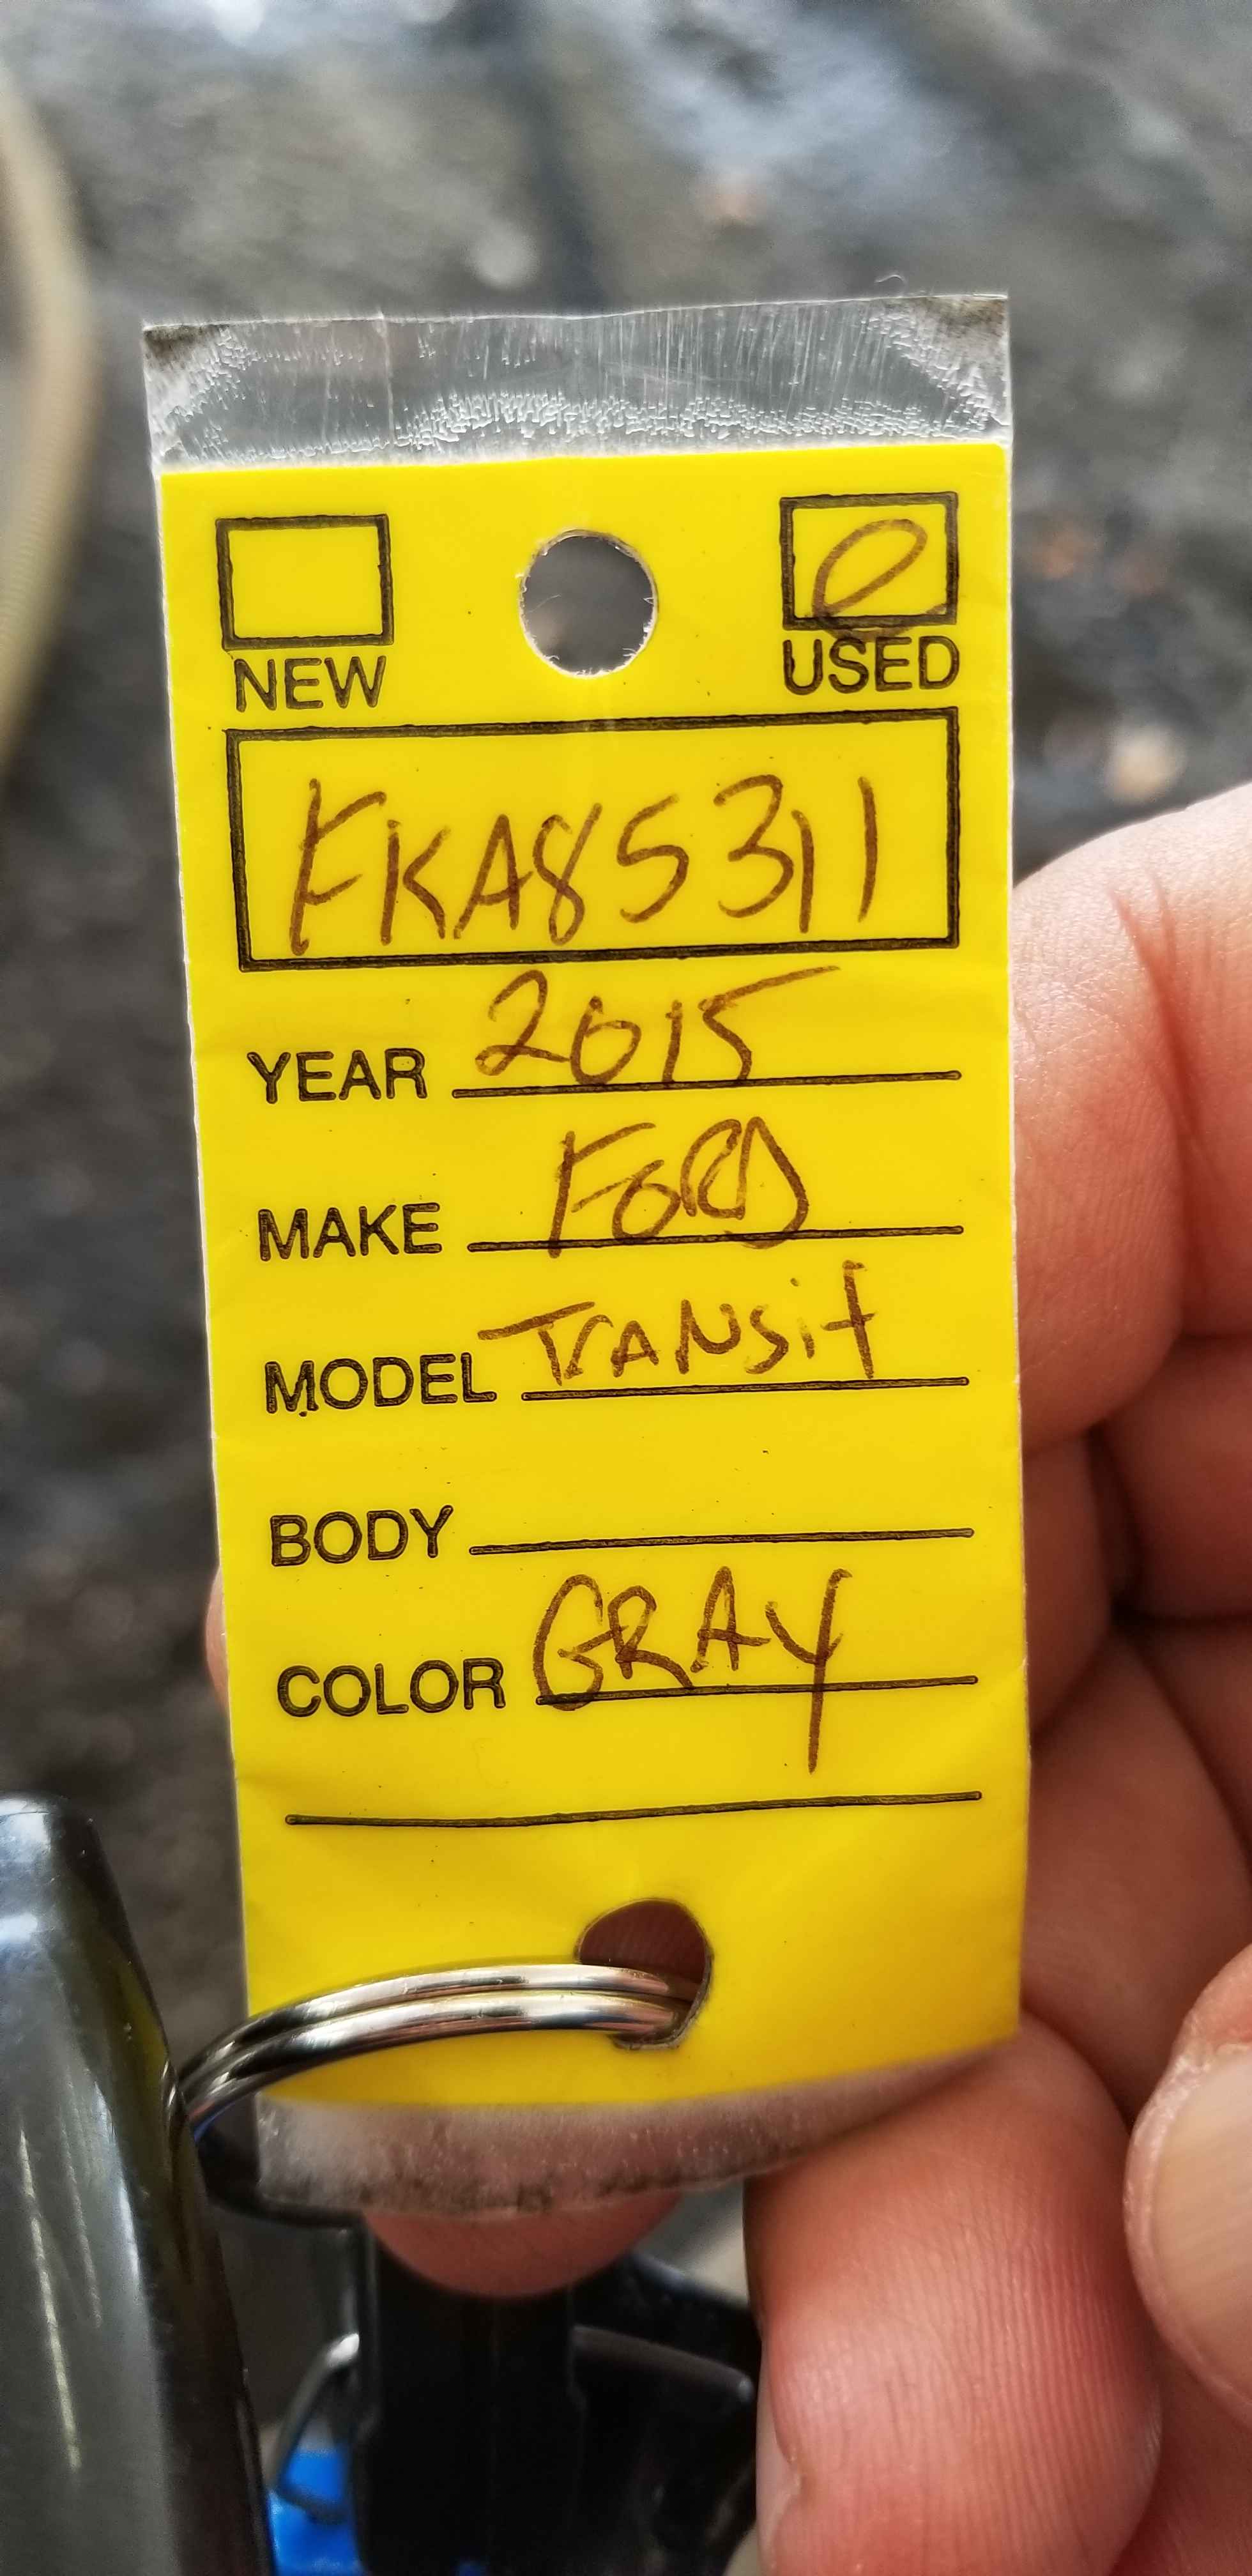 NEW USED
FKA85311
YEAR 2015
MAKE FORD
MODEL TRANSit
BODY
COLOR GRAY